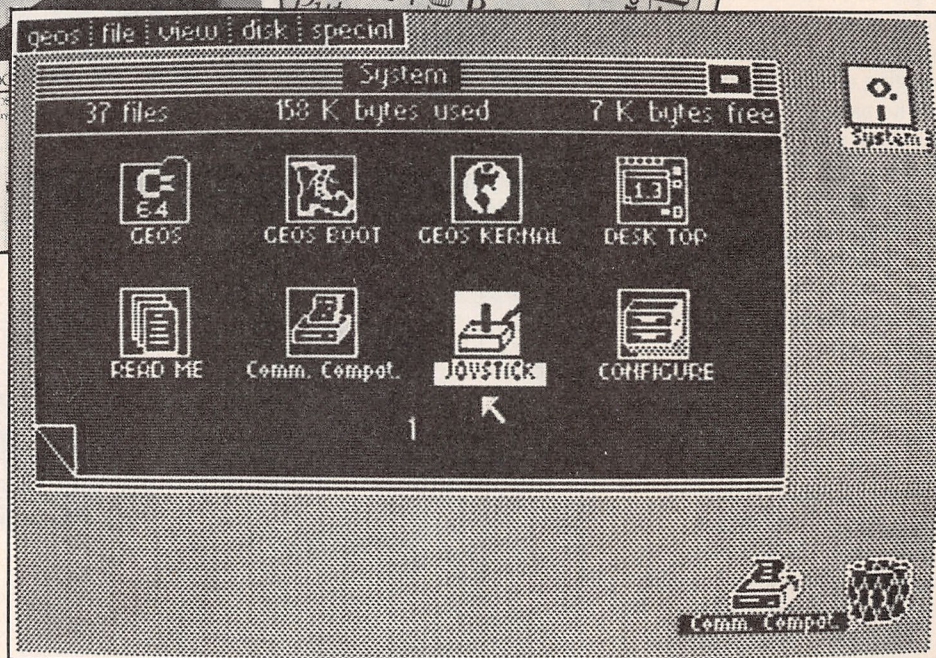 geos file view disk special
System
37 files 158 K bytes used 7 K bytes free
System
C= 64
1.3
GEOS GEOS BOOT GEOS KERNAL DESK TOP
READ ME Comm. Compat. JOYSTICK CONFIGURE
1
Comm. Compat.